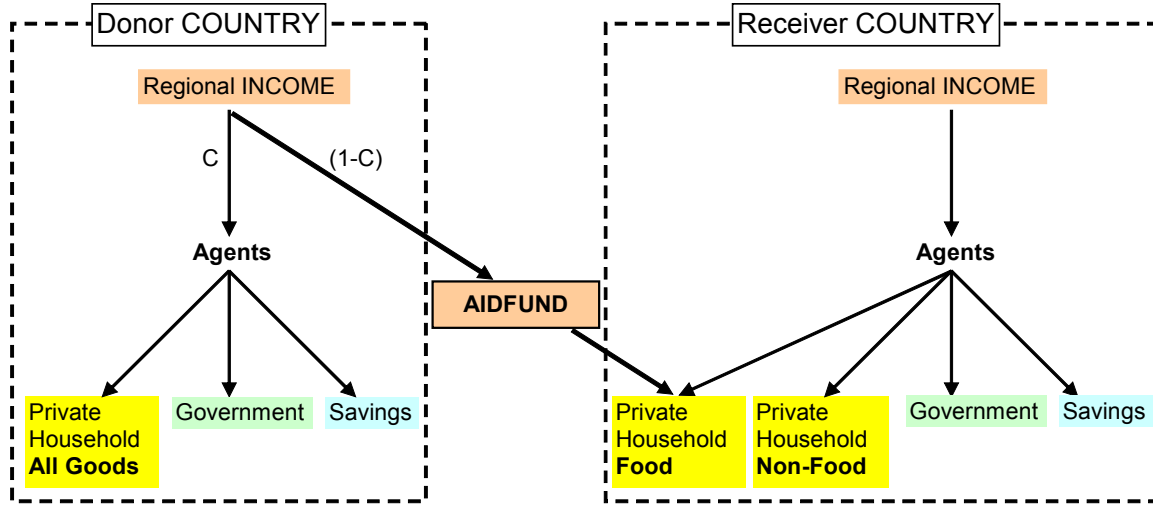 Donor COUNTRY
Regional INCOME
C
(1-C)
Agents
Private
Household
All Goods
Government
Savings
AIDFUND
Receiver COUNTRY
Regional INCOME
Agents
Private
Household
Food
Private
Household
Non-Food
Government
Savings